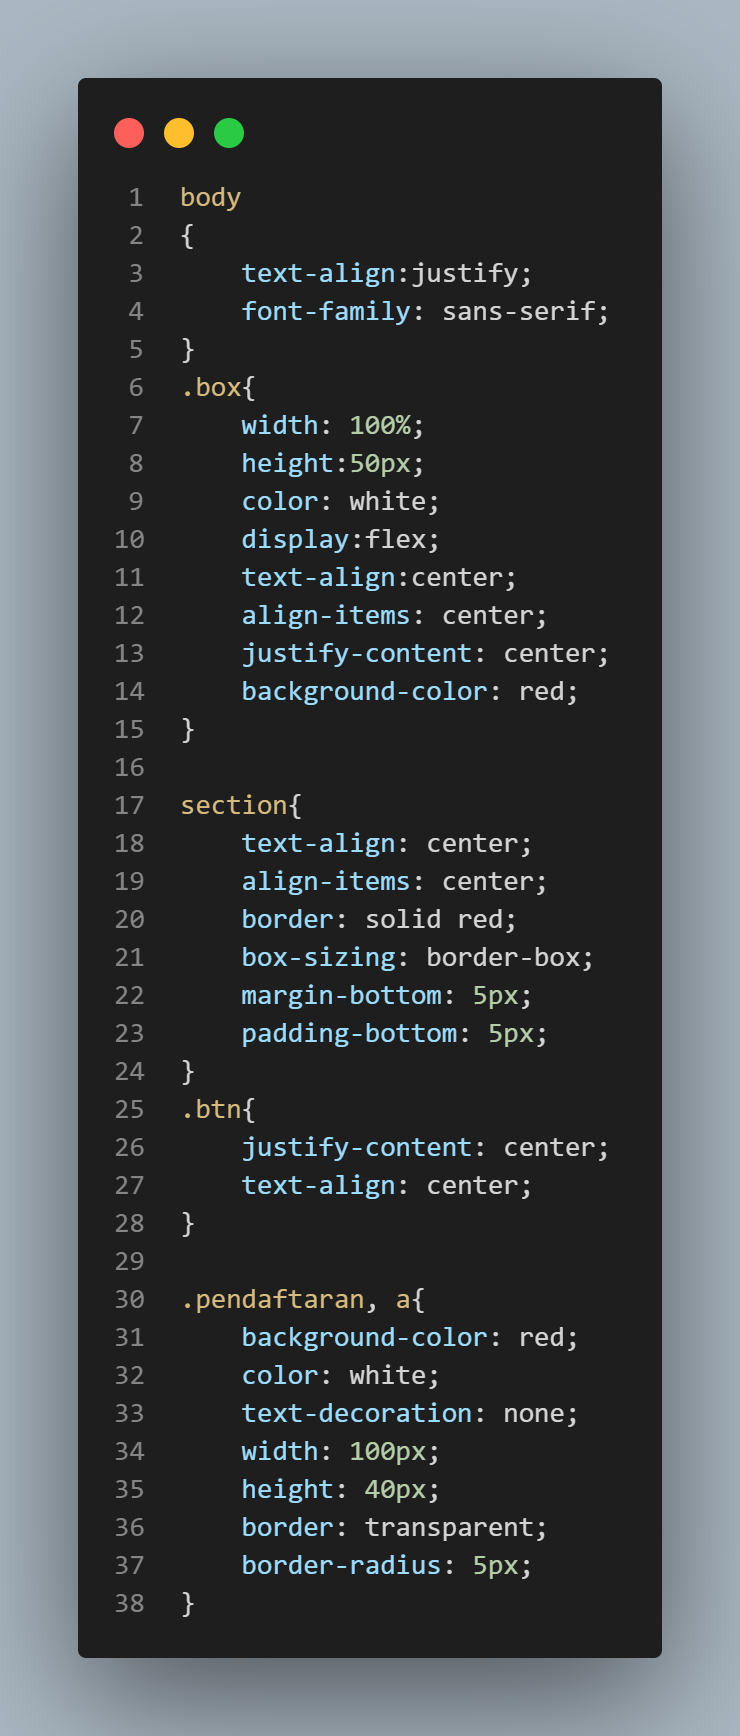 1 body
2 {
3     text-align:justify;
4     font-family: sans-serif;
5 }
6 .box{
7     width: 100%;
8     height:50px;
9     color: white;
10     display:flex;
11     text-align:center;
12     align-items: center;
13     justify-content: center;
14     background-color: red;
15 }
16
17 section{
18     text-align: center;
19     align-items: center;
20     border: solid red;
21     box-sizing: border-box;
22     margin-bottom: 5px;
23     padding-bottom: 5px;
24 }
25 .btn{
26     justify-content: center;
27     text-align: center;
28 }
29
30 .pendaftaran, a{
31     background-color: red;
32     color: white;
33     text-decoration: none;
34     width: 100px;
35     height: 40px;
36     border: transparent;
37     border-radius: 5px;
38 }